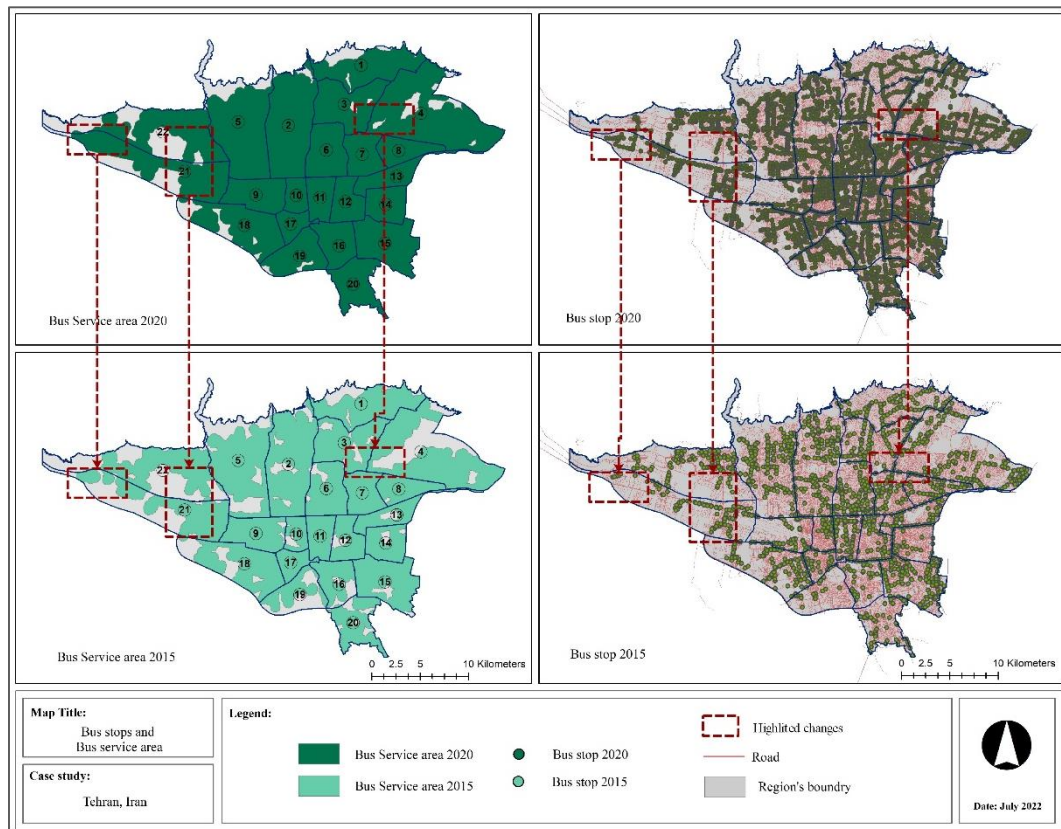 1
2
3
4
5
6
7
8
9
10
11
12
13
14
15
16
17
18
19
20
21
22
Bus Service area 2020
Bus stop 2020
1
2
3
4
5
6
7
8
9
10
11
12
13
14
15
16
17
18
19
20
21
22
Bus Service area 2015
0 2.5 5 10 Kilometers
Bus stop 2015
0 2.5 5 10 Kilometers
Map Title:
Bus stops and
Bus service area
Case study:
Tehran, Iran
Legend:
Bus Service area 2020
Bus Service area 2015
Bus stop 2020
Bus stop 2015
Highlited changes
Road
Region's boundry
Date: July 2022